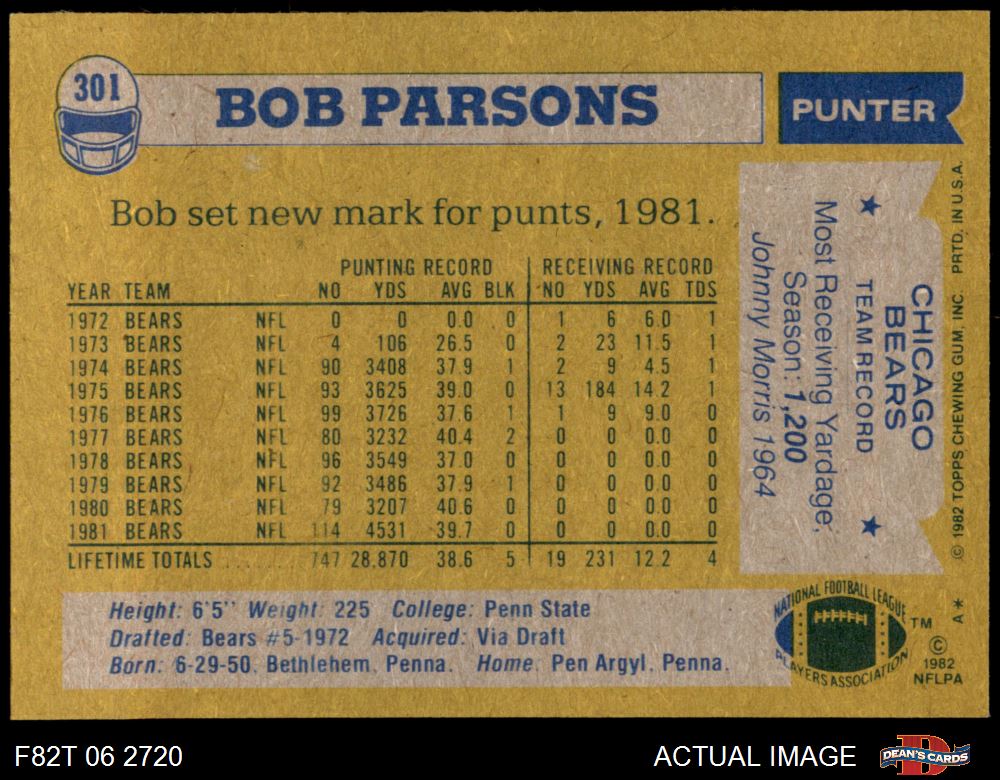 301
BOB PARSONS
PUNTER
Bob set new mark for punts, 1981.
PUNTING RECORD RECEIVING RECORD
YEAR TEAM NO YDS AVG BLK NO YDS AVG TDS
1972 BEARS NFL 0 0 0.0 0 1 6 6.0 1
1973 BEARS NFL 4 106 26.5 0 2 23 11.5 1
1974 BEARS NFL 90 3408 37.9 1 2 9 4.5 1
1975 BEARS NFL 93 3625 39.0 0 13 184 14.2 1
1976 BEARS NFL 99 3726 37.6 1 1 9 9.0 0
1977 BEARS NFL 80 3232 40.4 2 0 0 0.0 0
1978 BEARS NFL 96 3549 37.0 0 0 0 0.0 0
1979 BEARS NFL 92 3486 37.9 1 0 0 0.0 0
1980 BEARS NFL 79 3207 40.6 0 0 0 0.0 0
1981 BEARS NFL 114 4531 39.7 0 0 0 0.0 0
LIFETIME TOTALS ........ 747 28.870 38.6 5 19 231 12.2 4
Height: 6'5" Weight: 225 College: Penn State
Drafted: Bears #5-1972 Acquired: Via Draft
Born: 6-29-50, Bethlehem, Penna. Home: Pen Argyl, Penna.
CHICAGO
BEARS
★ TEAM RECORD ★
Most Receiving Yardage,
Season: 1,200
Johnny Morris 1964
© 1982 TOPPS CHEWING GUM, INC. PRTD. IN U.S.A.
A*
NATIONAL FOOTBALL LEAGUE
PLAYERS ASSOCIATION
TM
©
1982
NFLPA
F82T 06 2720
ACTUAL IMAGE
D
DEAN'S CARDS